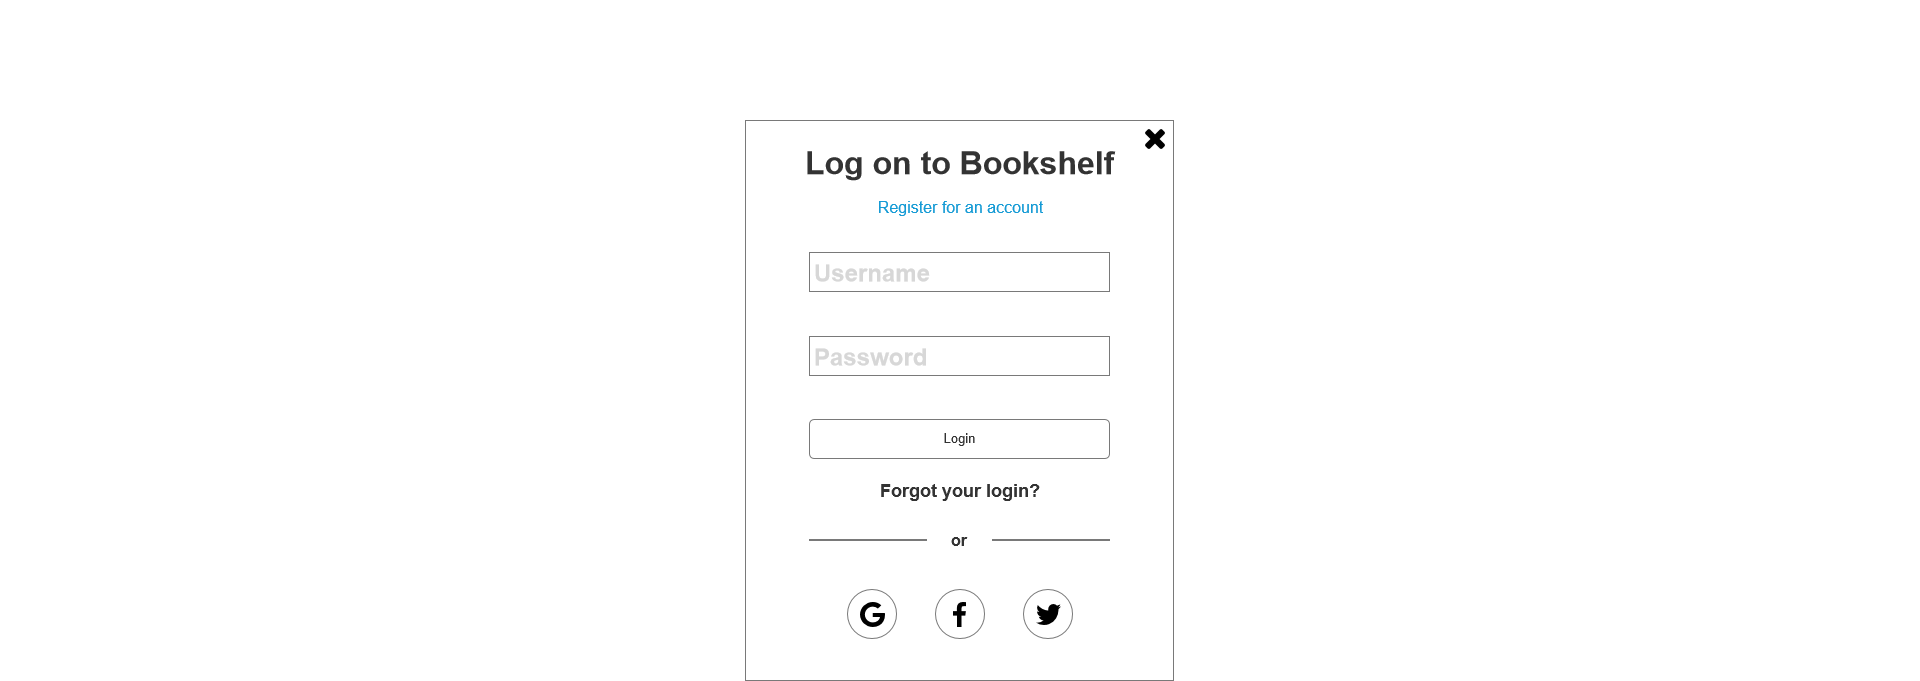 Log on to Bookshelf
Register for an account
Username
Password
Login
Forgot your login?
or